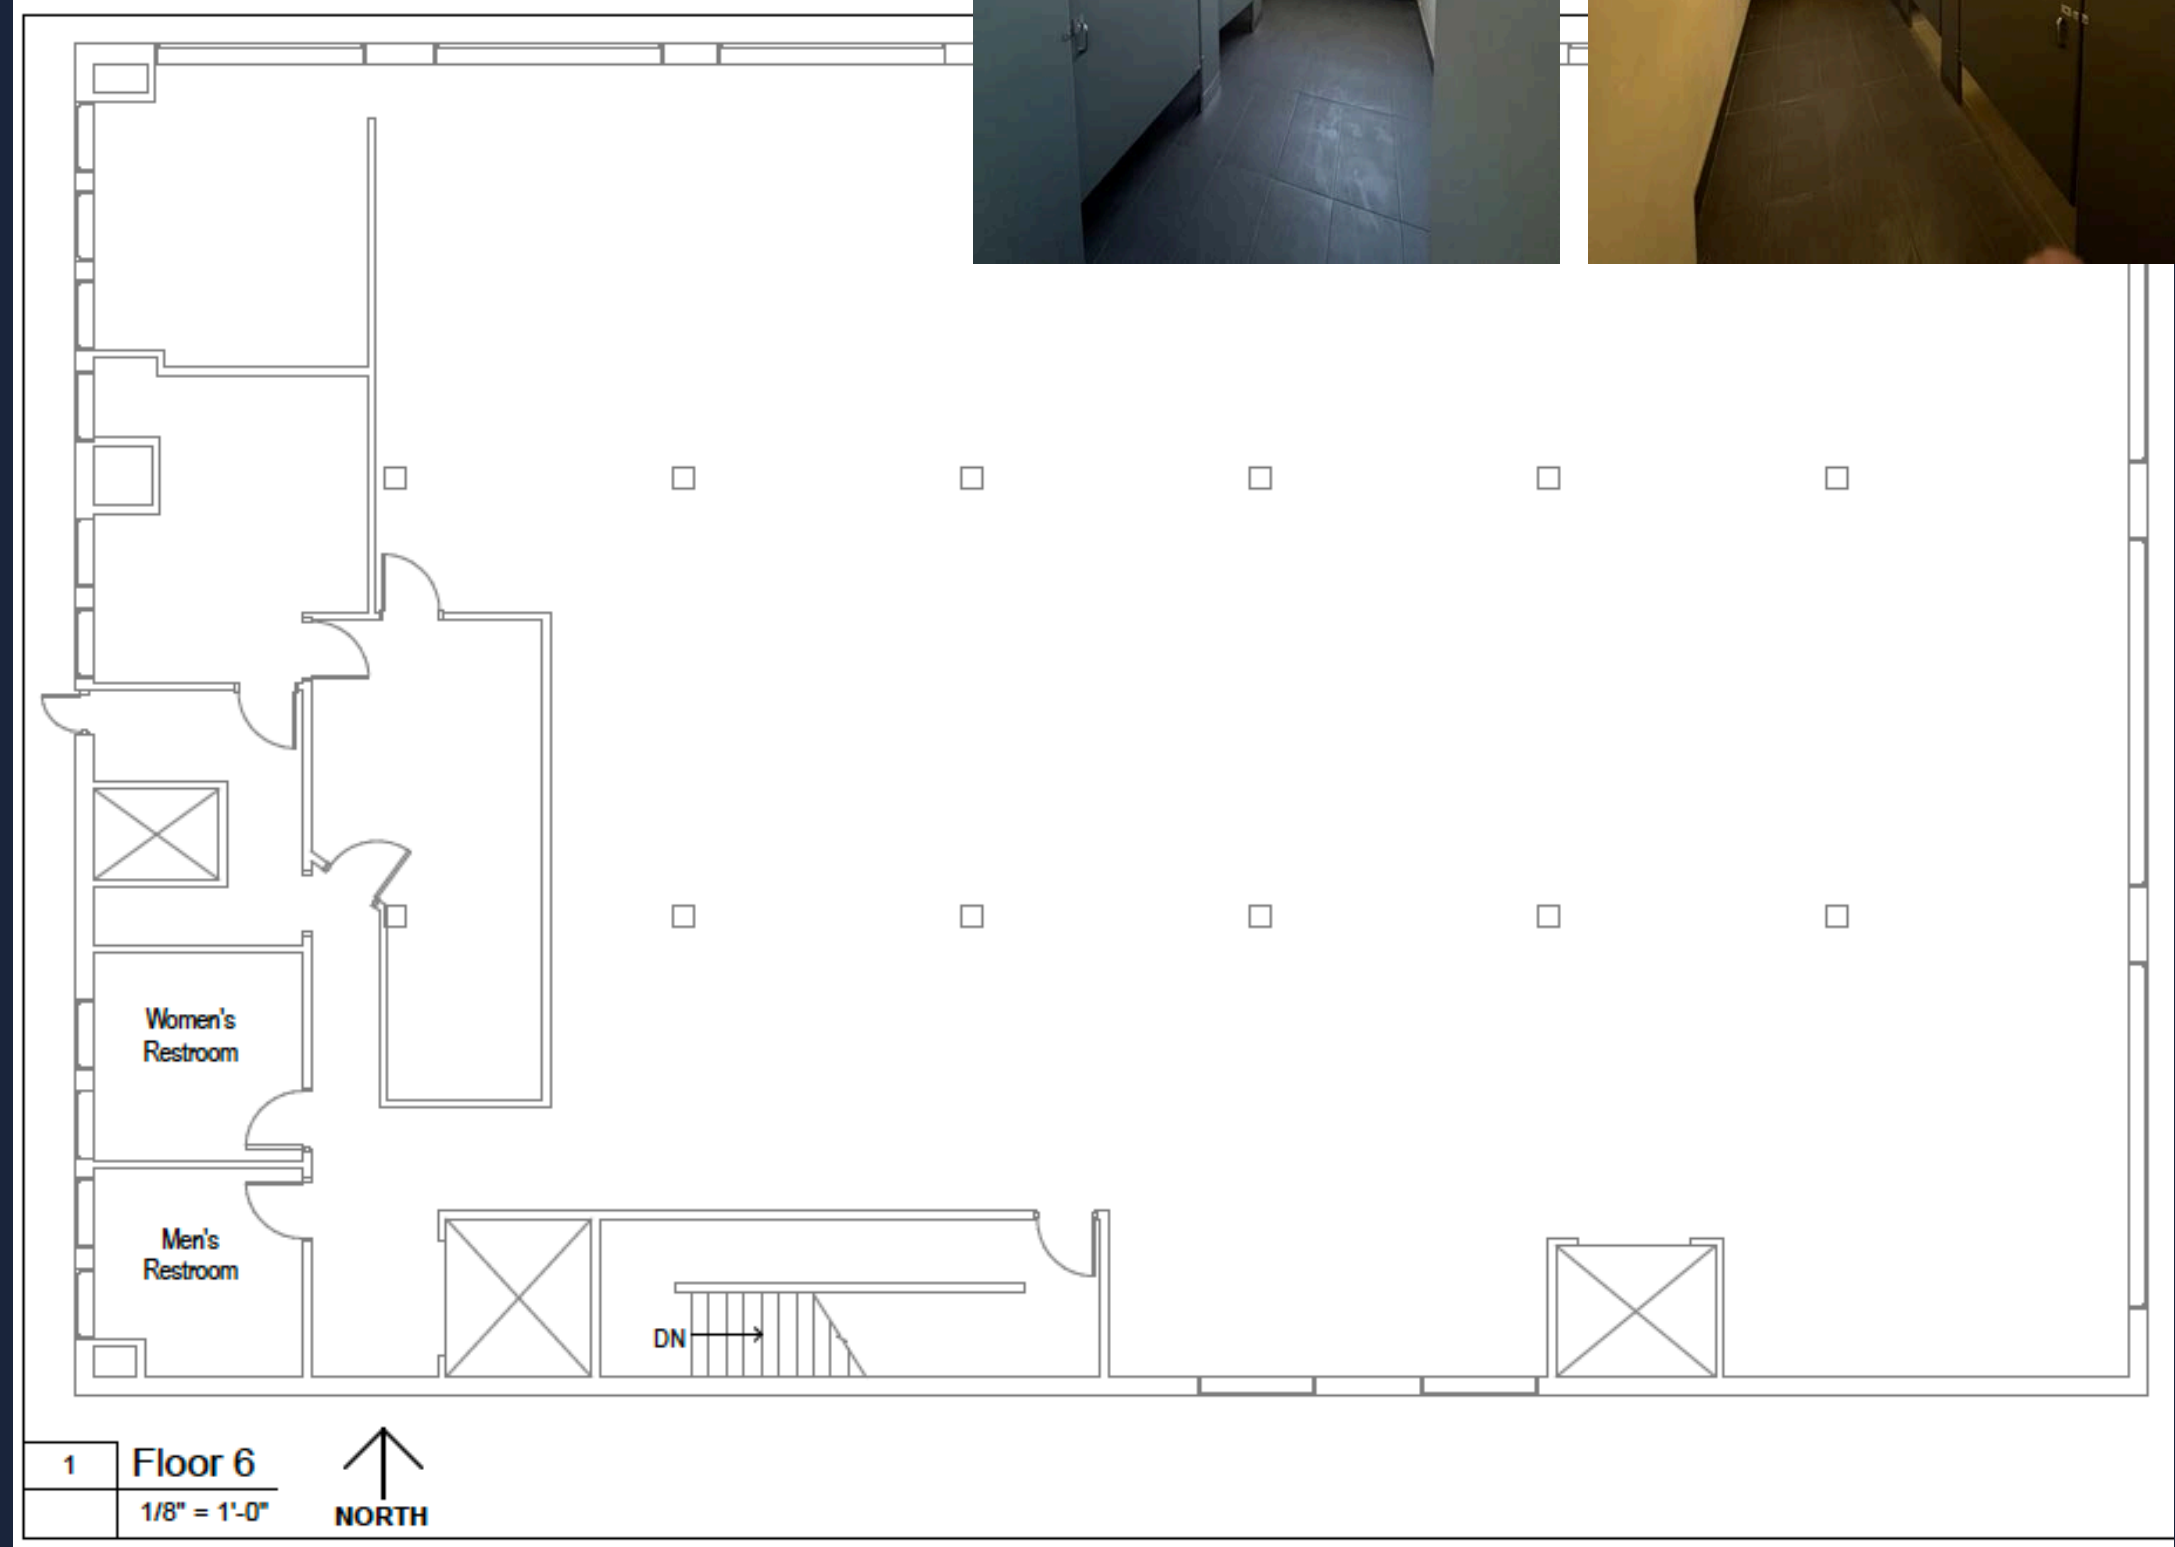 Women's
Restroom
Men's
Restroom
DN
1
Floor 6
1/8" = 1'-0"
NORTH